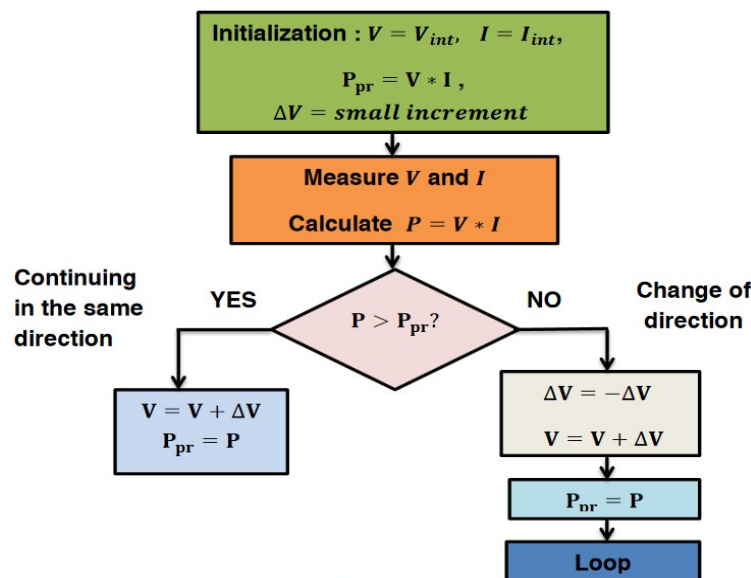 Initialization : V = V_int, I = I_int,
P_pr = V * I ,
ΔV = small increment
Measure V and I
Calculate P = V * I
Continuing
in the same
direction
YES
P > P_pr?
NO
Change of
direction
V = V + ΔV
P_pr = P
ΔV = −ΔV
V = V + ΔV
P_pr = P
Loop